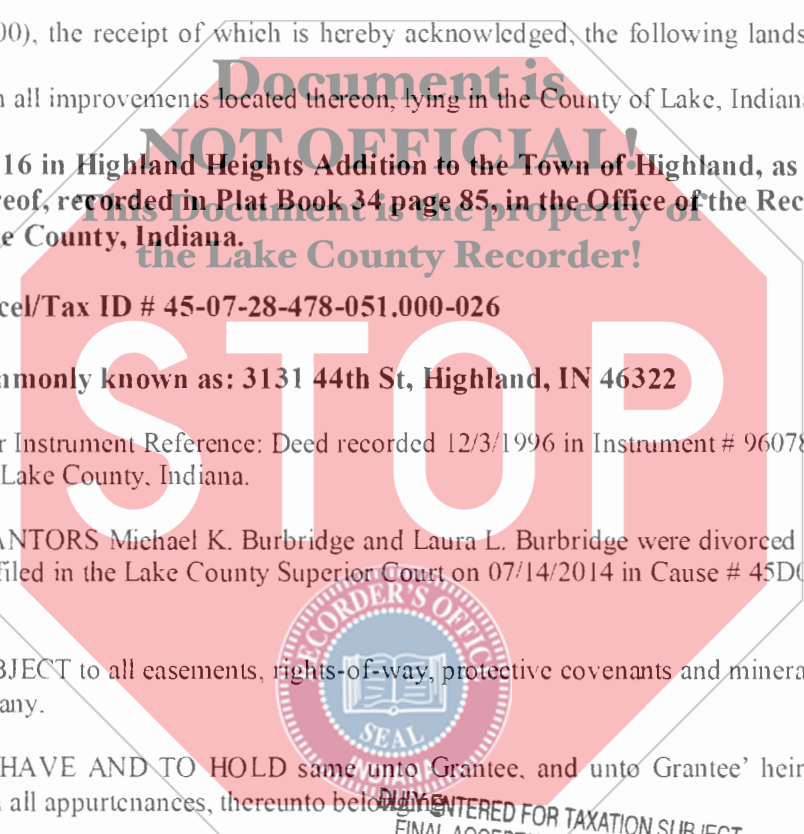 00), the receipt of which is hereby acknowledged, the following lands
Document is
n all improvements located thereon, lying in the County of Lake, Indiana
NOT OFFICIAL!
16 in Highland Heights Addition to the Town of Highland, as
reof, recorded in Plat Book 34 page 85, in the Office of the Rec
This Document is the property of
e County, Indiana.
the Lake County Recorder!
cel/Tax ID # 45-07-28-478-051.000-026
STOP
mmonly known as: 3131 44th St, Highland, IN 46322
r Instrument Reference: Deed recorded 12/3/1996 in Instrument # 96078
Lake County, Indiana.
ANTORS Michael K. Burbridge and Laura L. Burbridge were divorced
filed in the Lake County Superior Court on 07/14/2014 in Cause # 45D0
RECORDER'S OFFICE
BJECT to all easements, rights-of-way, protective covenants and minera
any.
SEAL
INDIANA
HAVE AND TO HOLD same unto Grantee, and unto Grantee' heir
all appurtenances, thereunto belonging.
DULY ENTERED FOR TAXATION SUBJECT